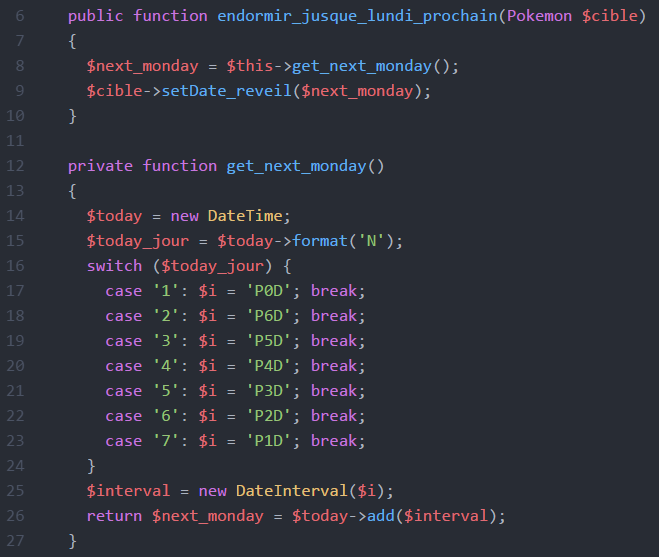 6 public function endormir_jusque_lundi_prochain(Pokemon $cible)
7 {
8 $next_monday = $this->get_next_monday();
9 $cible->setDate_reveil($next_monday);
10 }
11
12 private function get_next_monday()
13 {
14 $today = new DateTime;
15 $today_jour = $today->format('N');
16 switch ($today_jour) {
17 case '1': $i = 'P0D'; break;
18 case '2': $i = 'P6D'; break;
19 case '3': $i = 'P5D'; break;
20 case '4': $i = 'P4D'; break;
21 case '5': $i = 'P3D'; break;
22 case '6': $i = 'P2D'; break;
23 case '7': $i = 'P1D'; break;
24 }
25 $interval = new DateInterval($i);
26 return $next_monday = $today->add($interval);
27 }